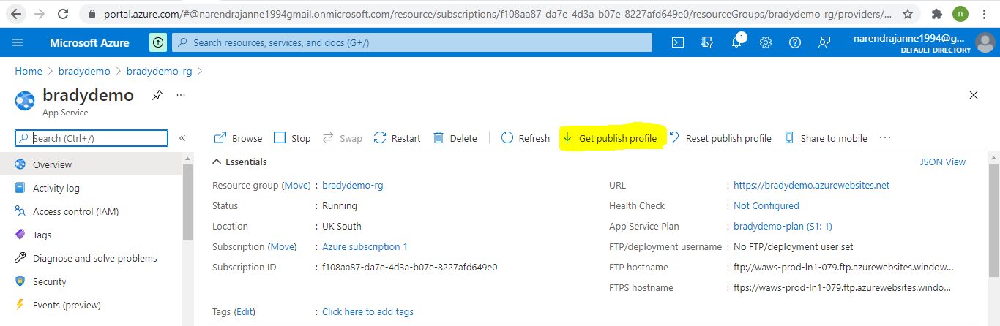 portal.azure.com/#@narendrajanne1994gmail.onmicrosoft.com/resource/subscriptions/f108aa87-da7e-4d3a-b07e-8227afd649e0/resourceGroups/bradydemo-rg/providers/...
n
Microsoft Azure
Search resources, services, and docs (G+/)
1
narendrajanne1994@g...
DEFAULT DIRECTORY
Home > bradydemo > bradydemo-rg >
bradydemo
...
App Service
Search (Ctrl+/)
«
Browse Stop Swap Restart Delete Refresh Get publish profile Reset publish profile Share to mobile ...
Overview
Activity log
Access control (IAM)
Tags
Diagnose and solve problems
Security
Events (preview)
Essentials
JSON View
Resource group (Move) : bradydemo-rg
Status : Running
Location : UK South
Subscription (Move) : Azure subscription 1
Subscription ID : f108aa87-da7e-4d3a-b07e-8227afd649e0
URL : https://bradydemo.azurewebsites.net
Health Check : Not Configured
App Service Plan : bradydemo-plan (S1: 1)
FTP/deployment username : No FTP/deployment user set
FTP hostname : ftp://waws-prod-ln1-079.ftp.azurewebsites.window...
FTPS hostname : ftps://waws-prod-ln1-079.ftp.azurewebsites.windo...
Tags (Edit) : Click here to add tags